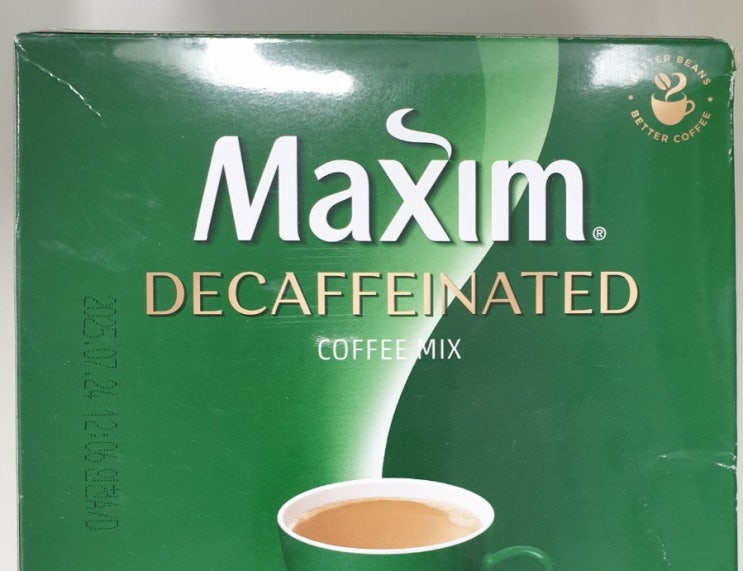 BETTER BEANS
BETTER COFFEE
Maxim®
DECAFFEINATED
COFFEE MIX
2025.07.24 12:06